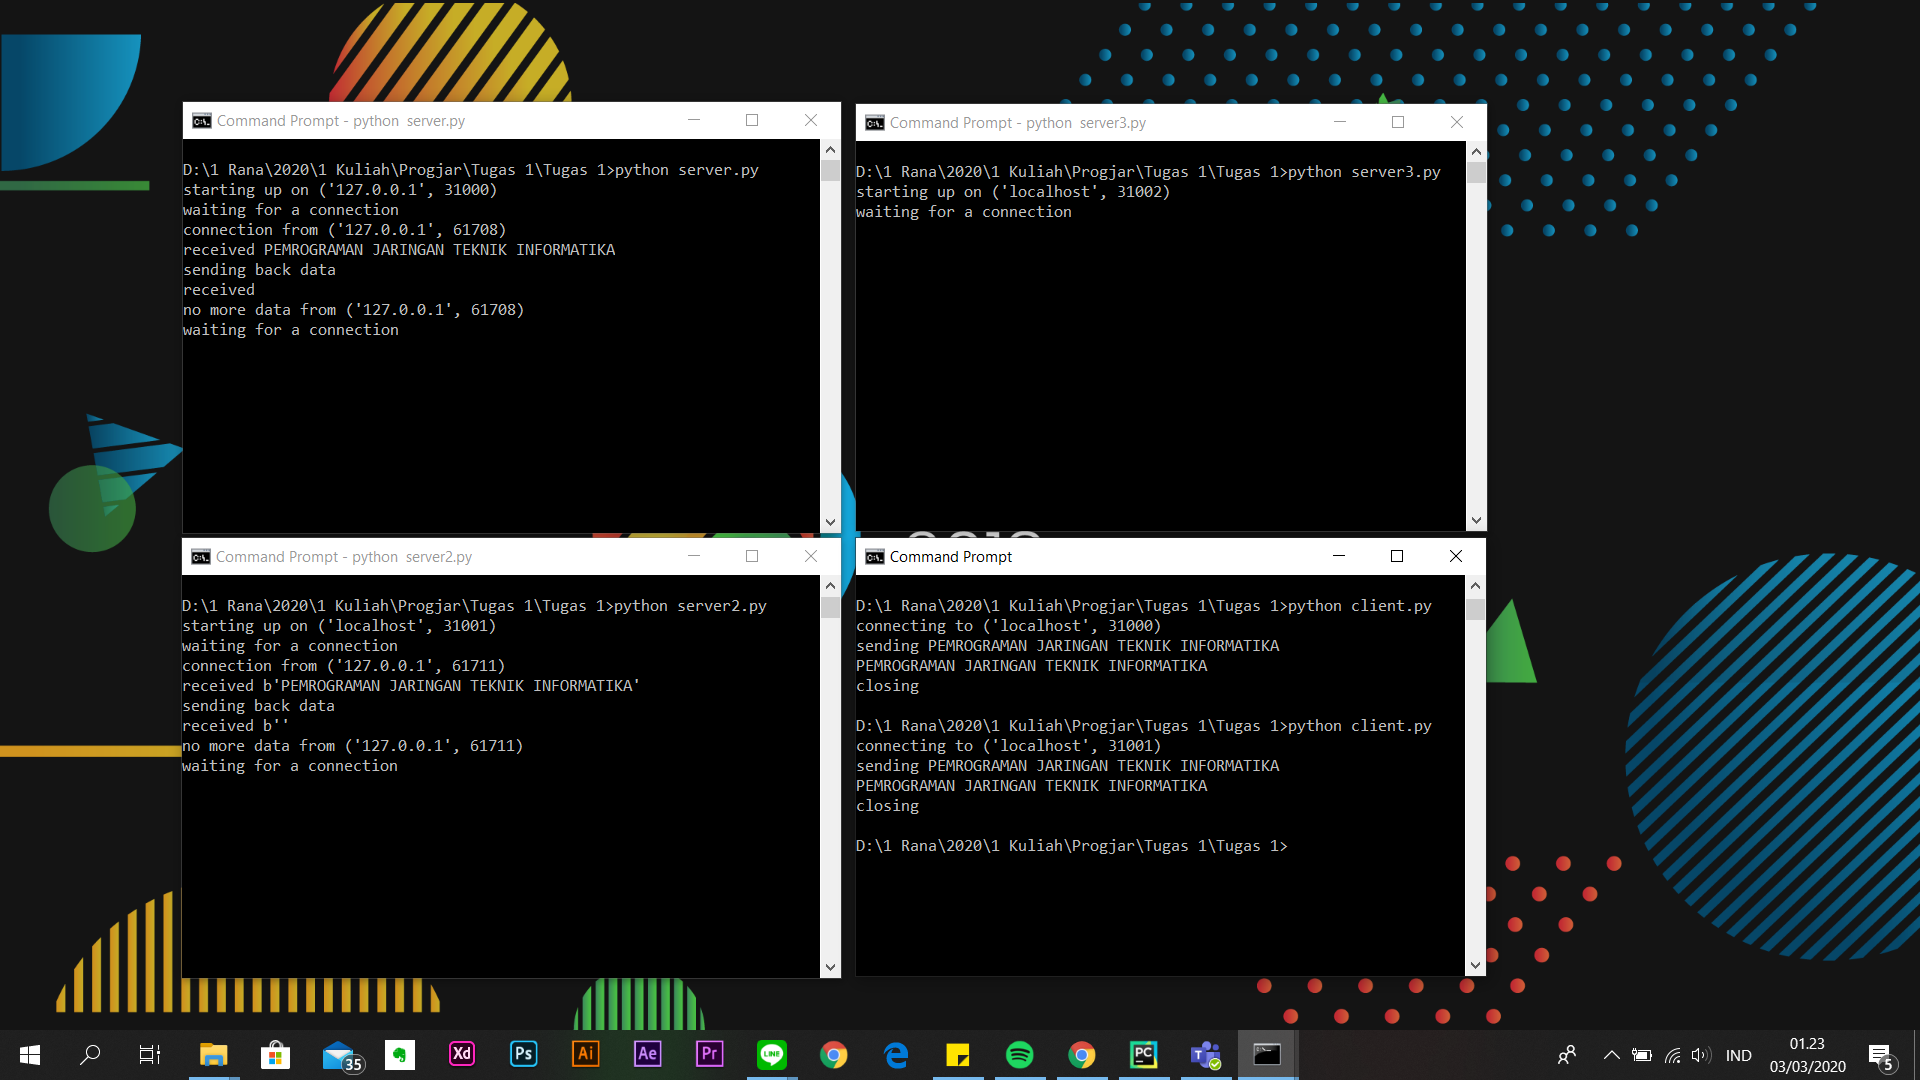 Command Prompt - python  server.py
D:\1 Rana\2020\1 Kuliah\Progjar\Tugas 1\Tugas 1>python server.py
starting up on ('127.0.0.1', 31000)
waiting for a connection
connection from ('127.0.0.1', 61708)
received PEMROGRAMAN JARINGAN TEKNIK INFORMATIKA
sending back data
received
no more data from ('127.0.0.1', 61708)
waiting for a connection
Command Prompt - python  server3.py
D:\1 Rana\2020\1 Kuliah\Progjar\Tugas 1\Tugas 1>python server3.py
starting up on ('localhost', 31002)
waiting for a connection
Command Prompt - python  server2.py
D:\1 Rana\2020\1 Kuliah\Progjar\Tugas 1\Tugas 1>python server2.py
starting up on ('localhost', 31001)
waiting for a connection
connection from ('127.0.0.1', 61711)
received b'PEMROGRAMAN JARINGAN TEKNIK INFORMATIKA'
sending back data
received b''
no more data from ('127.0.0.1', 61711)
waiting for a connection
Command Prompt
D:\1 Rana\2020\1 Kuliah\Progjar\Tugas 1\Tugas 1>python client.py
connecting to ('localhost', 31000)
sending PEMROGRAMAN JARINGAN TEKNIK INFORMATIKA
PEMROGRAMAN JARINGAN TEKNIK INFORMATIKA
closing
D:\1 Rana\2020\1 Kuliah\Progjar\Tugas 1\Tugas 1>python client.py
connecting to ('localhost', 31001)
sending PEMROGRAMAN JARINGAN TEKNIK INFORMATIKA
PEMROGRAMAN JARINGAN TEKNIK INFORMATIKA
closing
D:\1 Rana\2020\1 Kuliah\Progjar\Tugas 1\Tugas 1>
35
Xd
Ps
Ai
Ae
Pr
LINE
PC
IND
01.23
03/03/2020
5